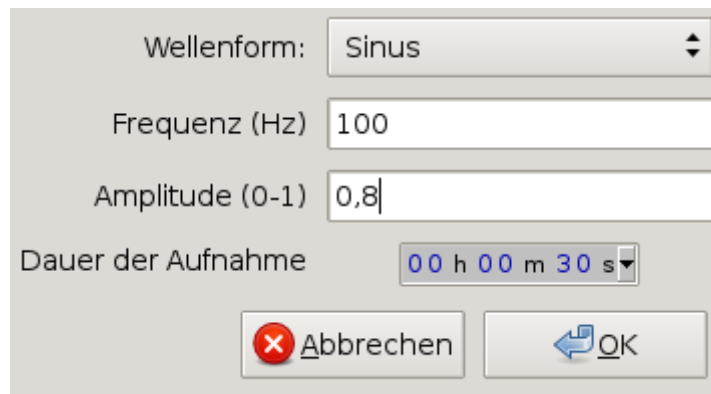 Wellenform: Sinus
Frequenz (Hz) 100
Amplitude (0-1) 0,8
Dauer der Aufnahme 00 h 00 m 30 s
Abbrechen OK